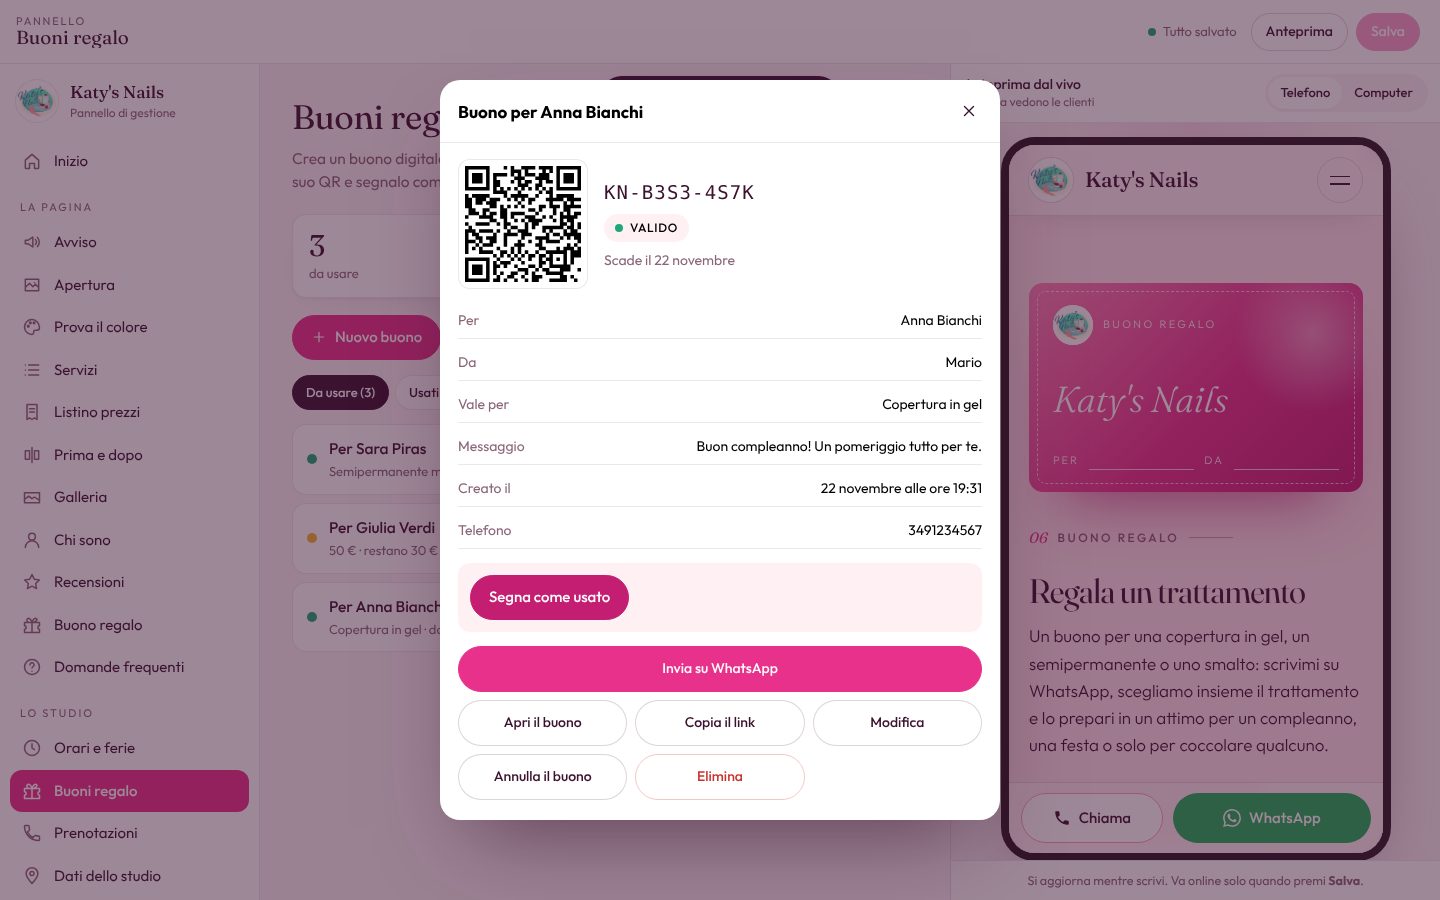 PANNELLO
Buoni regalo
Tutto salvato
Anteprima
Salva
Katy's Nails
Pannello di gestione
Inizio
LA PAGINA
Avviso
Apertura
Prova il colore
Servizi
Listino prezzi
Prima e dopo
Galleria
Chi sono
Recensioni
Buono regalo
Domande frequenti
LO STUDIO
Orari e ferie
Buoni regalo
Prenotazioni
Dati dello studio
Buoni reg
Crea un buono digital
suo QR e segnalo com
3
da usare
Nuovo buono
Da usare (3)
Usati
Per Sara Piras
Semipermanente m
Per Giulia Verdi
50 € · restano 30 €
Per Anna Bianch
Copertura in gel · da
Buono per Anna Bianchi
KN-B3S3-4S7K
VALIDO
Scade il 22 novembre
Per
Anna Bianchi
Da
Mario
Vale per
Copertura in gel
Messaggio
Buon compleanno! Un pomeriggio tutto per te.
Creato il
22 novembre alle ore 19:31
Telefono
3491234567
Segna come usato
Invia su WhatsApp
Apri il buono
Copia il link
Modifica
Annulla il buono
Elimina
prima dal vivo
a vedono le clienti
Telefono
Computer
Katy's Nails
BUONO REGALO
Katy's Nails
PER
DA
06 BUONO REGALO
Regala un trattamento
Un buono per una copertura in gel, un
semipermanente o uno smalto: scrivimi su
WhatsApp, scegliamo insieme il trattamento
e lo prepari in un attimo per un compleanno,
una festa o solo per coccolare qualcuno.
Chiama
WhatsApp
Si aggiorna mentre scrivi. Va online solo quando premi Salva.